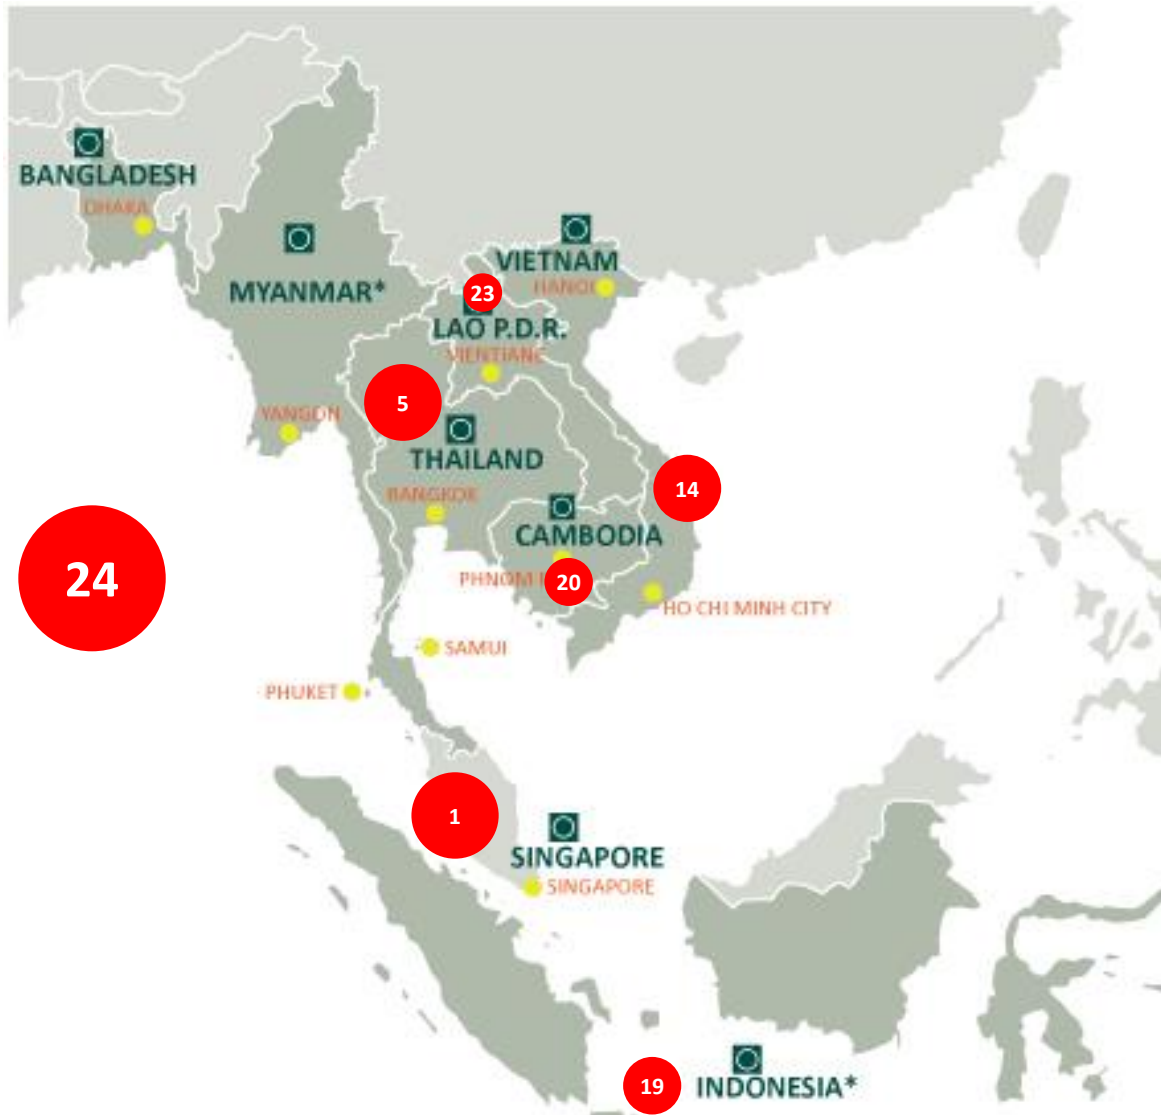 BANGLADESH
DHAKA
VIETNAM
MYANMAR*
HANOI
23
LAO P.D.R.
VIENTIANE
5
YANGON
THAILAND
BANGKOK
14
CAMBODIA
24
PHNOM
20
HO CHI MINH CITY
SAMUI
PHUKET
1
SINGAPORE
SINGAPORE
19
INDONESIA*